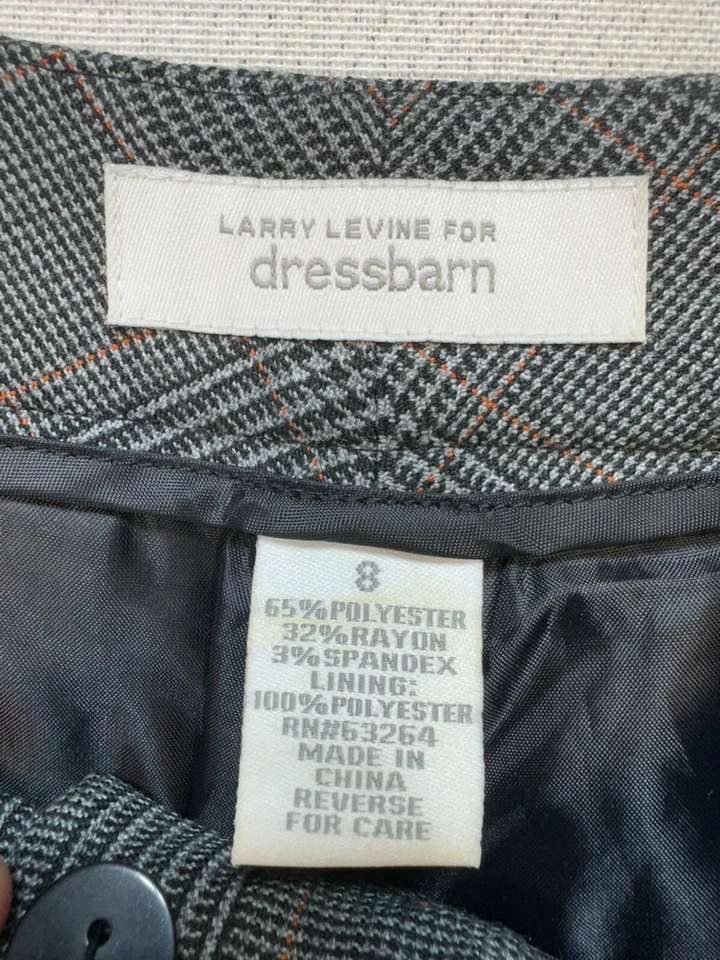 LARRY LEVINE FOR
dressbarn
8
65%POLYESTER
32%RAYON
3%SPANDEX
LINING:
100%POLYESTER
RN#63264
MADE IN
CHINA
REVERSE
FOR CARE